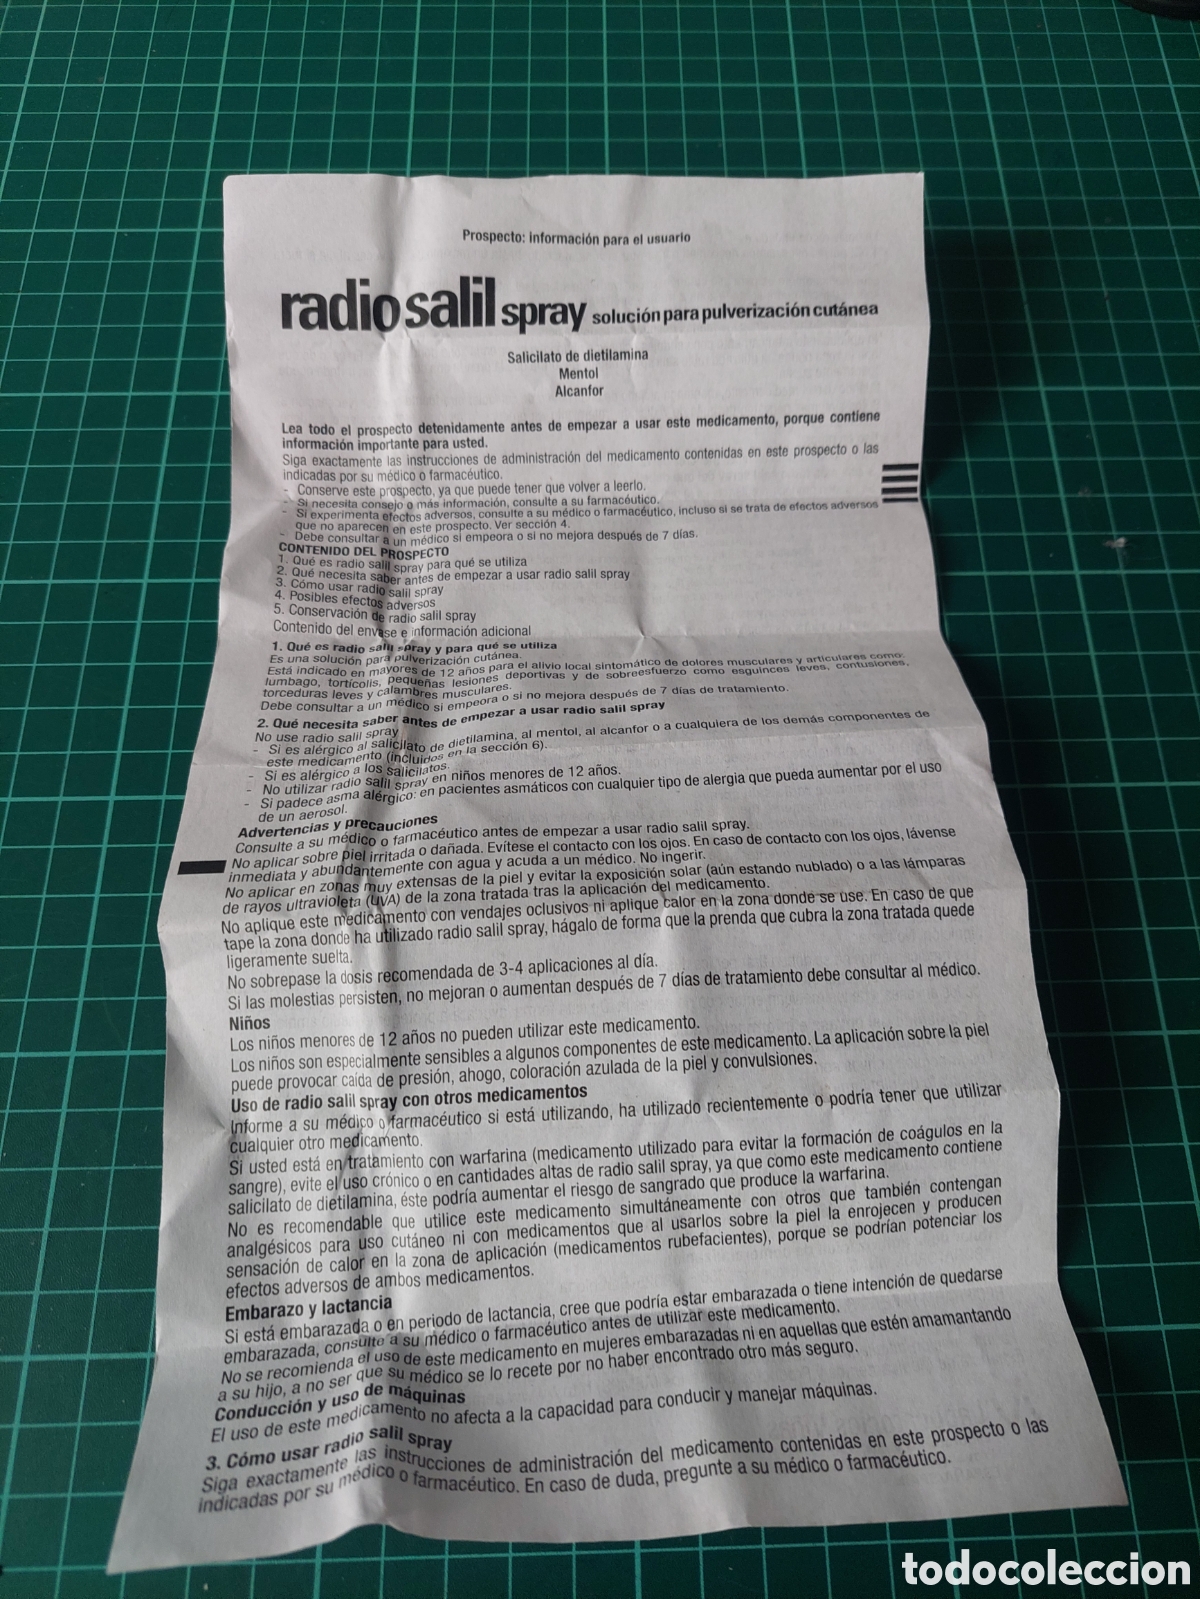 Prospecto: información para el usuario
radio salil spray solución para pulverización cutánea
Salicilato de dietilamina
Mentol
Alcanfor
Lea todo el prospecto detenidamente antes de empezar a usar este medicamento, porque contiene
información importante para usted.
Siga exactamente las instrucciones de administración del medicamento contenidas en este prospecto o las
indicadas por su médico o farmacéutico.
- Conserve este prospecto, ya que puede tener que volver a leerlo.
- Si necesita consejo o más información, consulte a su farmacéutico.
- Si experimenta efectos adversos, consulte a su médico o farmacéutico, incluso si se trata de efectos adversos
que no aparecen en este prospecto. Ver sección 4.
- Debe consultar a un médico si empeora o si no mejora después de 7 días.
CONTENIDO DEL PROSPECTO
1. Qué es radio salil spray para qué se utiliza
2. Qué necesita saber antes de empezar a usar radio salil spray
3. Cómo usar radio salil spray
4. Posibles efectos adversos
5. Conservación de radio salil spray
Contenido del envase e información adicional
1. Qué es radio salil spray y para qué se utiliza
Es una solución para pulverización cutánea.
Está indicado en mayores de 12 años para el alivio local sintomático de dolores musculares y articulares como:
lumbago, tortícolis, pequeñas lesiones deportivas y de sobreesfuerzo como esguinces leves, contusiones,
torceduras leves y calambres musculares.
Debe consultar a un médico si empeora o si no mejora después de 7 días de tratamiento.
2. Qué necesita saber antes de empezar a usar radio salil spray
No use radio salil spray
- Si es alérgico al salicilato de dietilamina, al mentol, al alcanfor o a cualquiera de los demás componentes de
este medicamento (incluidos en la sección 6).
- Si es alérgico a los salicilatos.
- No utilizar radio salil spray en niños menores de 12 años.
- Si padece asma alérgico: en pacientes asmáticos con cualquier tipo de alergia que pueda aumentar por el uso
de un aerosol.
Advertencias y precauciones
Consulte a su médico o farmacéutico antes de empezar a usar radio salil spray.
No aplicar sobre piel irritada o dañada. Evítese el contacto con los ojos. En caso de contacto con los ojos, lávense
inmediata y abundantemente con agua y acuda a un médico. No ingerir.
No aplicar en zonas muy extensas de la piel y evitar la exposición solar (aún estando nublado) o a las lámparas
de rayos ultravioleta (UVA) de la zona tratada tras la aplicación del medicamento.
No aplique este medicamento con vendajes oclusivos ni aplique calor en la zona donde se use. En caso de que
tape la zona donde ha utilizado radio salil spray, hágalo de forma que la prenda que cubra la zona tratada quede
ligeramente suelta.
No sobrepase la dosis recomendada de 3-4 aplicaciones al día.
Si las molestias persisten, no mejoran o aumentan después de 7 días de tratamiento debe consultar al médico.
Niños
Los niños menores de 12 años no pueden utilizar este medicamento.
Los niños son especialmente sensibles a algunos componentes de este medicamento. La aplicación sobre la piel
puede provocar caída de presión, ahogo, coloración azulada de la piel y convulsiones.
Uso de radio salil spray con otros medicamentos
Informe a su médico o farmacéutico si está utilizando, ha utilizado recientemente o podría tener que utilizar
cualquier otro medicamento.
Si usted está en tratamiento con warfarina (medicamento utilizado para evitar la formación de coágulos en la
sangre), evite el uso crónico o en cantidades altas de radio salil spray, ya que como este medicamento contiene
salicilato de dietilamina, éste podría aumentar el riesgo de sangrado que produce la warfarina.
No es recomendable que utilice este medicamento simultáneamente con otros que también contengan
analgésicos para uso cutáneo ni con medicamentos que al usarlos sobre la piel la enrojecen y producen
sensación de calor en la zona de aplicación (medicamentos rubefacientes), porque se podrían potenciar los
efectos adversos de ambos medicamentos.
Embarazo y lactancia
Si está embarazada o en periodo de lactancia, cree que podría estar embarazada o tiene intención de quedarse
embarazada, consulte a su médico o farmacéutico antes de utilizar este medicamento.
No se recomienda el uso de este medicamento en mujeres embarazadas ni en aquellas que estén amamantando
a su hijo, a no ser que su médico se lo recete por no haber encontrado otro más seguro.
Conducción y uso de máquinas
El uso de este medicamento no afecta a la capacidad para conducir y manejar máquinas.
3. Cómo usar radio salil spray
Siga exactamente las instrucciones de administración del medicamento contenidas en este prospecto o las
indicadas por su médico o farmacéutico. En caso de duda, pregunte a su médico o farmacéutico.
todocoleccion